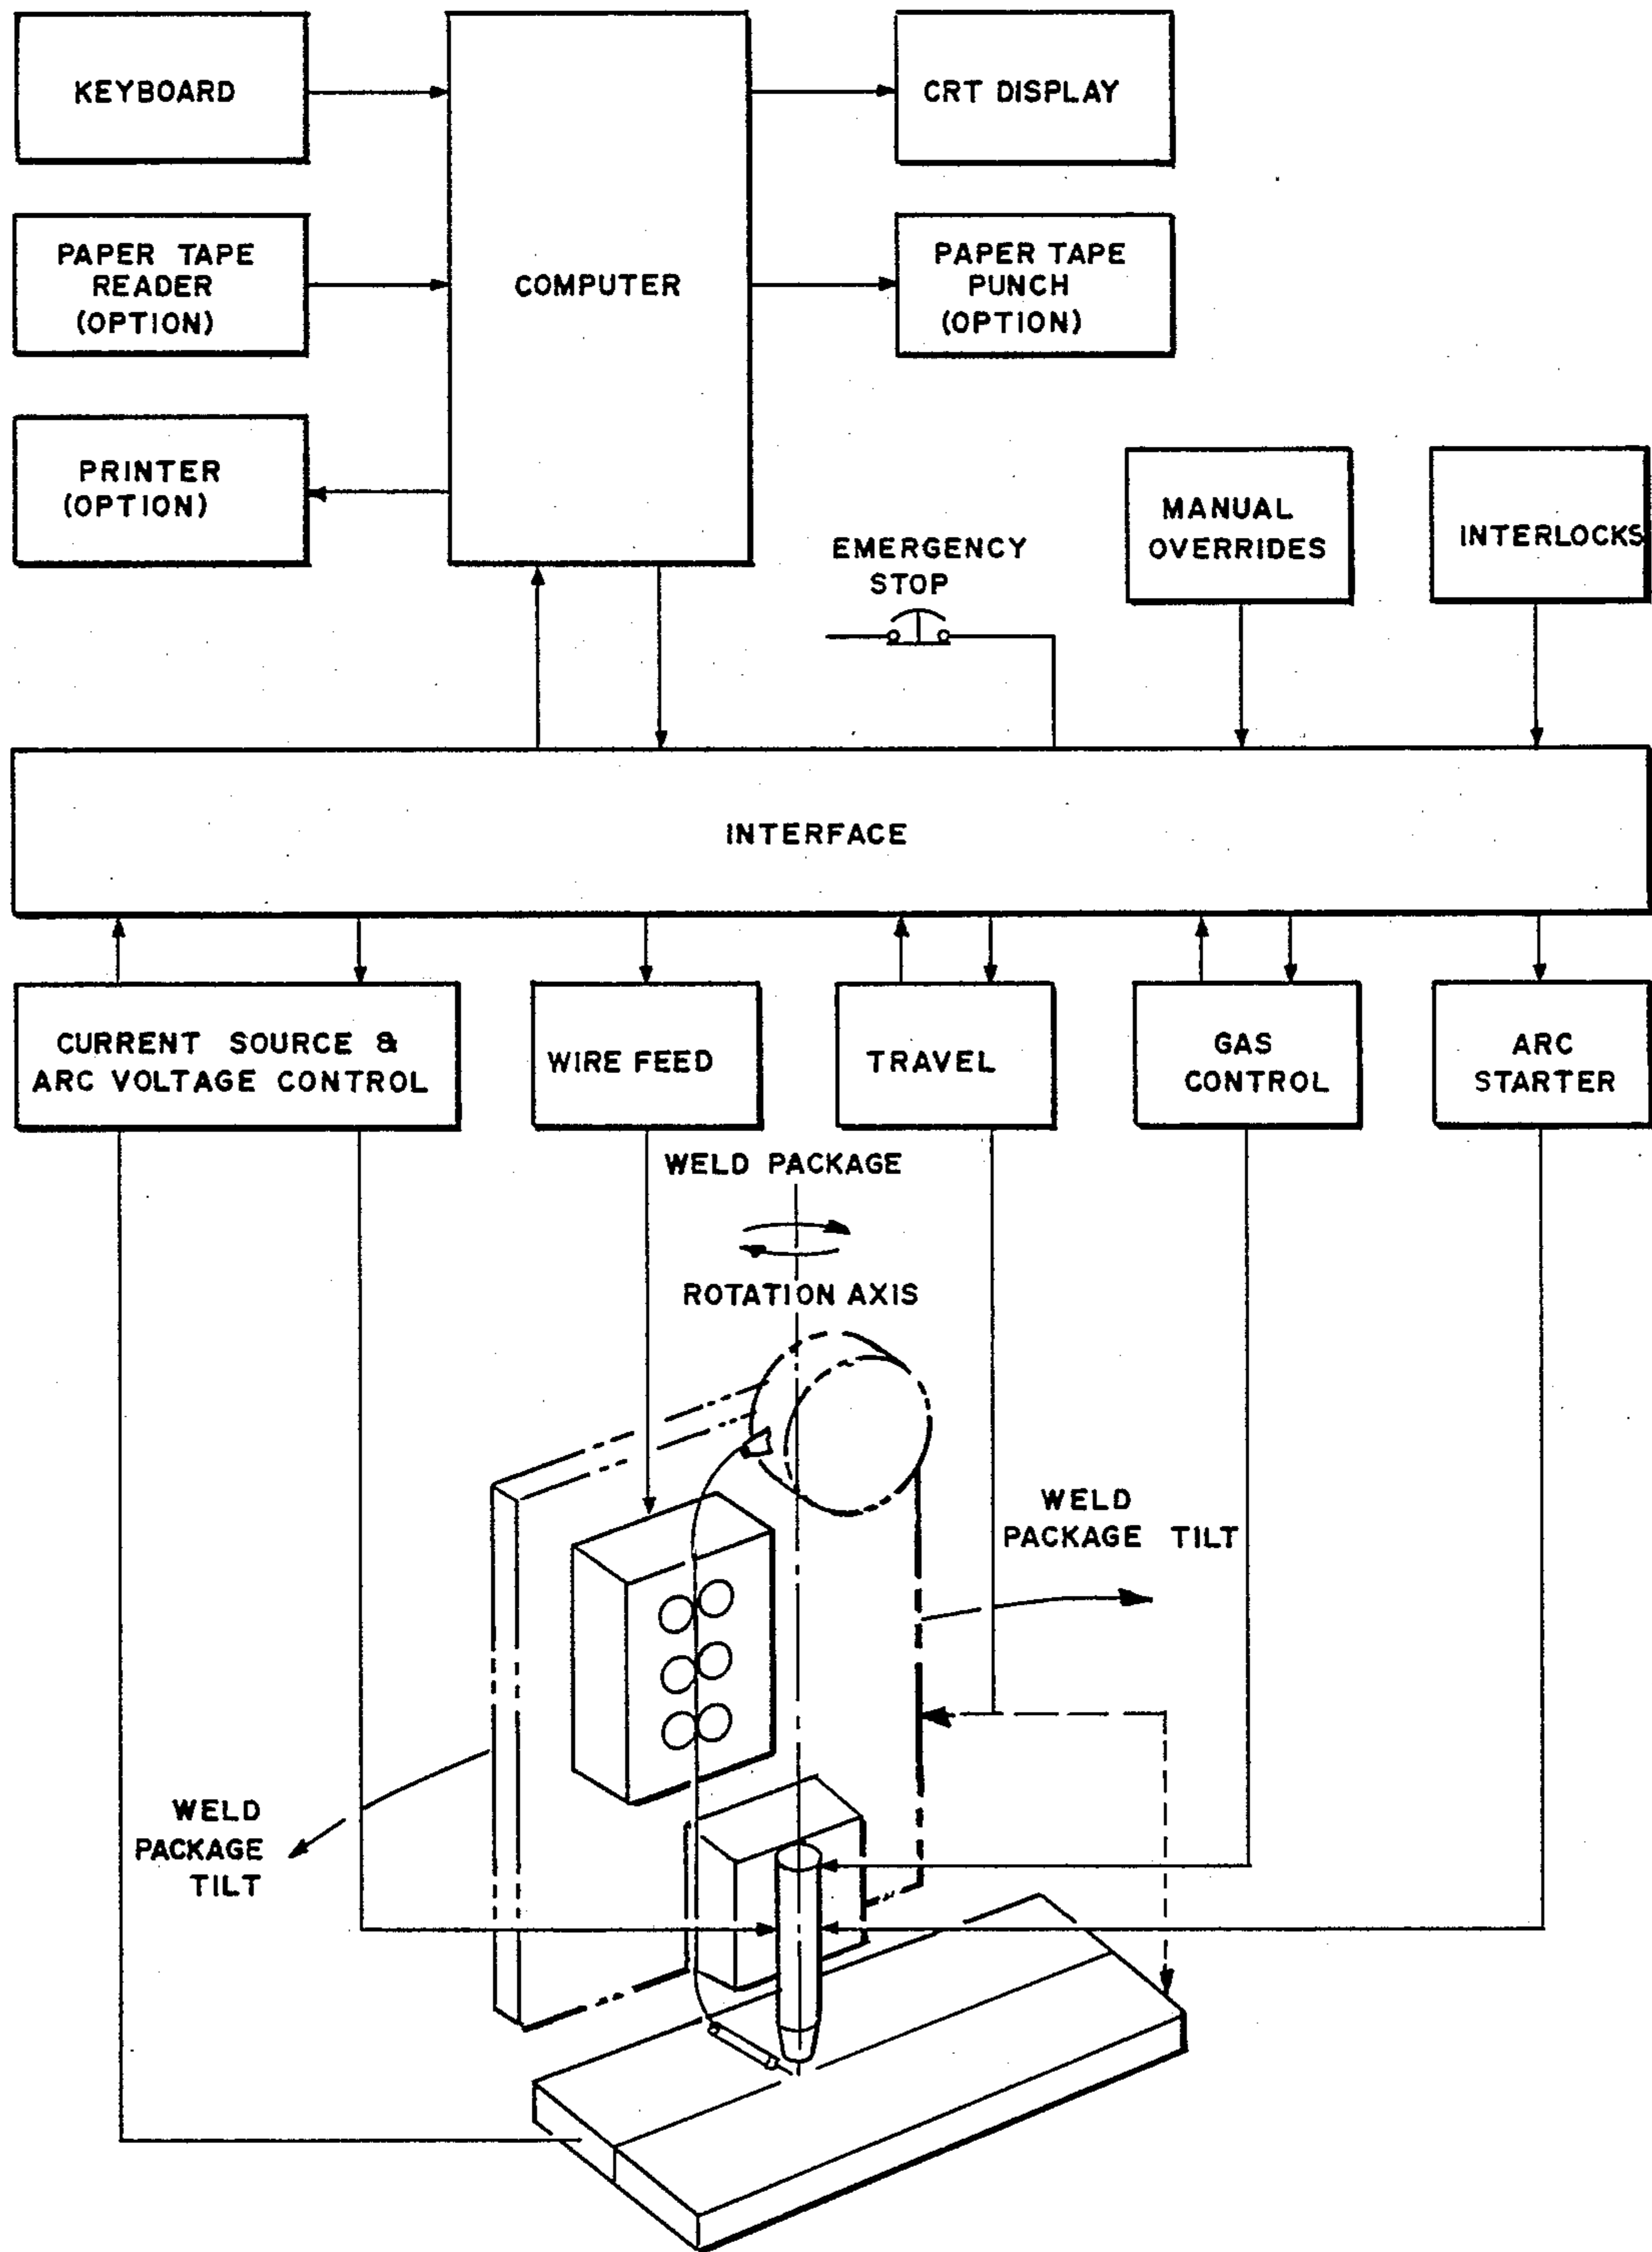 KEYBOARD
CRT DISPLAY
PAPER TAPE
READER
(OPTION)
COMPUTER
PAPER TAPE
PUNCH
(OPTION)
PRINTER
(OPTION)
EMERGENCY
STOP
MANUAL
OVERRIDES
INTERLOCKS
INTERFACE
CURRENT SOURCE &
ARC VOLTAGE CONTROL
WIRE FEED
TRAVEL
GAS
CONTROL
ARC
STARTER
WELD PACKAGE
ROTATION AXIS
WELD
PACKAGE TILT
WELD
PACKAGE
TILT